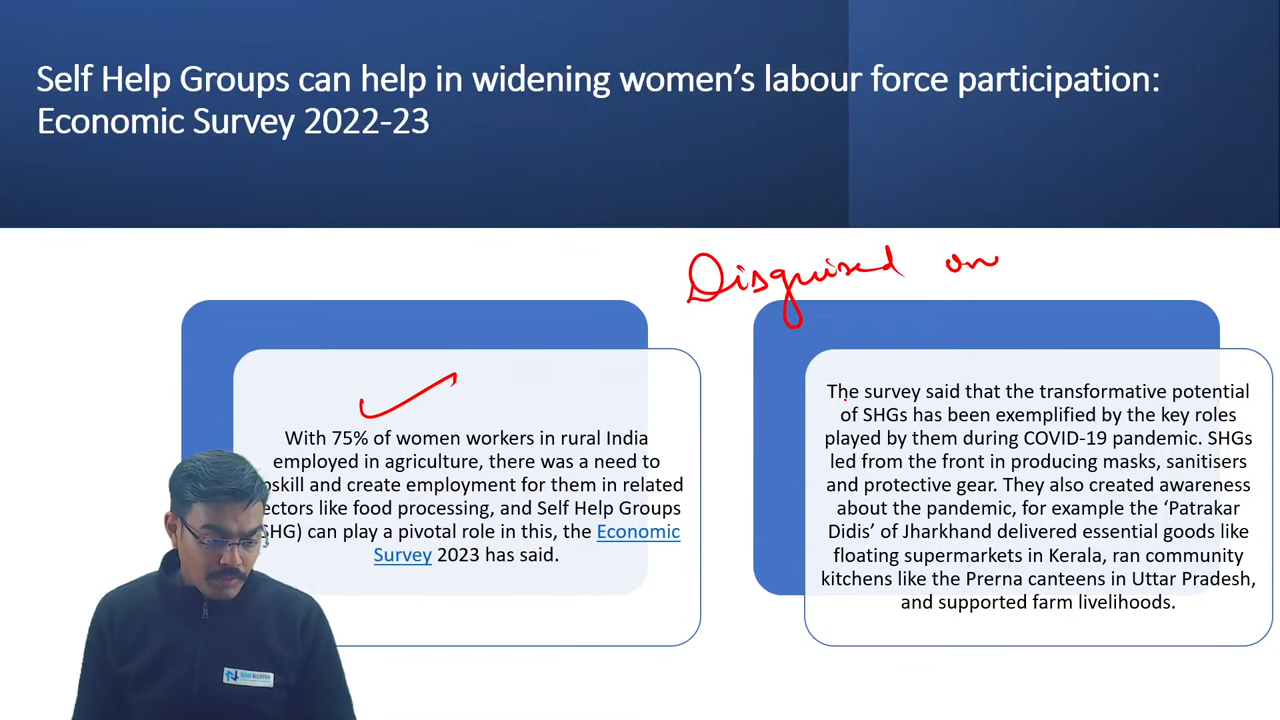 Self Help Groups can help in widening women’s labour force participation:
Economic Survey 2022-23
Disguised un
With 75% of women workers in rural India
employed in agriculture, there was a need to
skill and create employment for them in related
ectors like food processing, and Self Help Groups
HG) can play a pivotal role in this, the Economic
Survey 2023 has said.
The survey said that the transformative potential
of SHGs has been exemplified by the key roles
played by them during COVID-19 pandemic. SHGs
led from the front in producing masks, sanitisers
and protective gear. They also created awareness
about the pandemic, for example the ‘Patrakar
Didis’ of Jharkhand delivered essential goods like
floating supermarkets in Kerala, ran community
kitchens like the Prerna canteens in Uttar Pradesh,
and supported farm livelihoods.